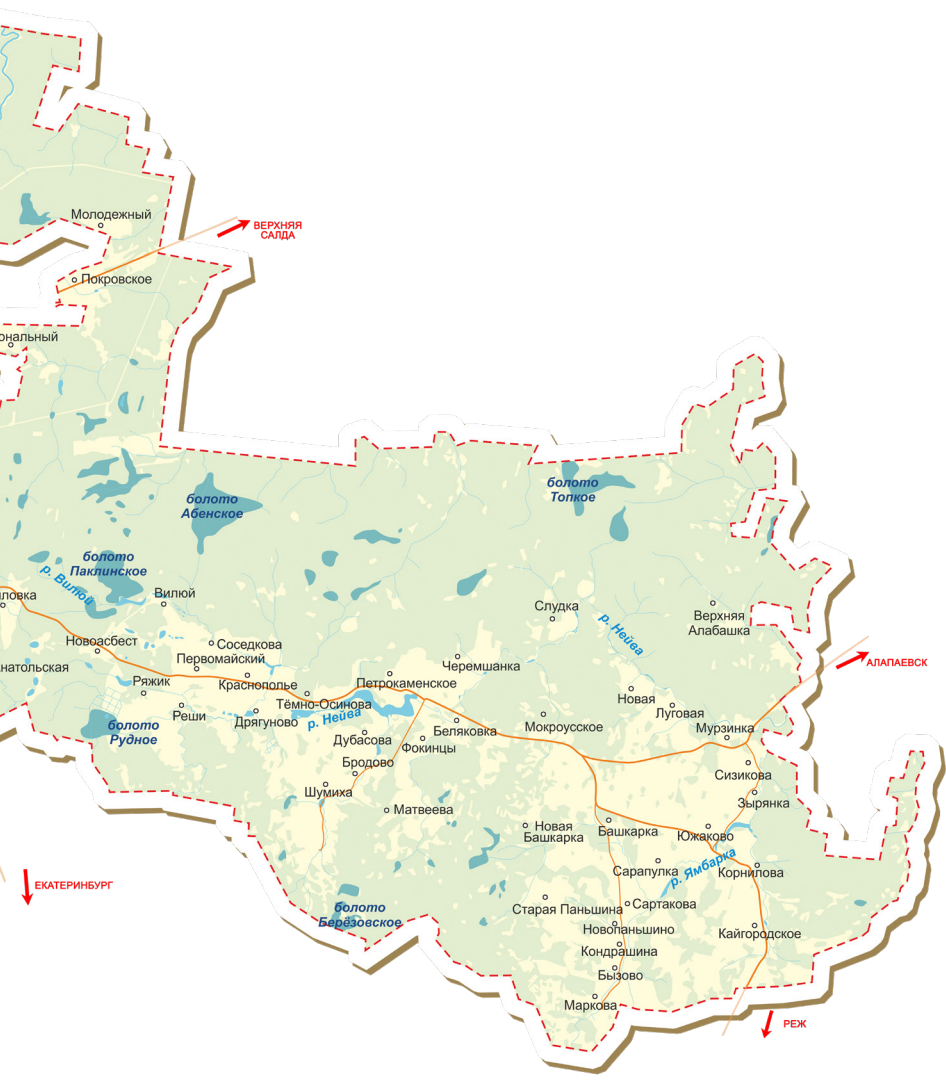 Молодежный
ВЕРХНЯЯ
САЛДА
Покровское
ональный
болото
Топкое
болото
Абенское
болото
Паклинское
р. Вилюй
Вилюй
ловка
Слудка
Верхняя
Алабашка
р. Нейва
Новоасбест
Соседкова
Первомайский
натольская
Черемшанка
АЛАПАЕВСК
Ряжик
Краснополье
Петрокаменское
Новая
Тёмно-Осинова
Луговая
Реши
Дрягуново
р. Нейва
болото
Рудное
Беляковка
Мокроусское
Мурзинка
Дубасова
Фокинцы
Бродово
Сизикова
Шумиха
Зырянка
Матвеева
Новая
Башкарка
Башкарка
Южаково
р. Ямбарка
Сарапулка
Корнилова
ЕКАТЕРИНБУРГ
болото
Берёзовское
Старая Паньшина
Сартакова
Новопаньшино
Кайгородское
Кондрашина
Бызово
Маркова
РЕЖ